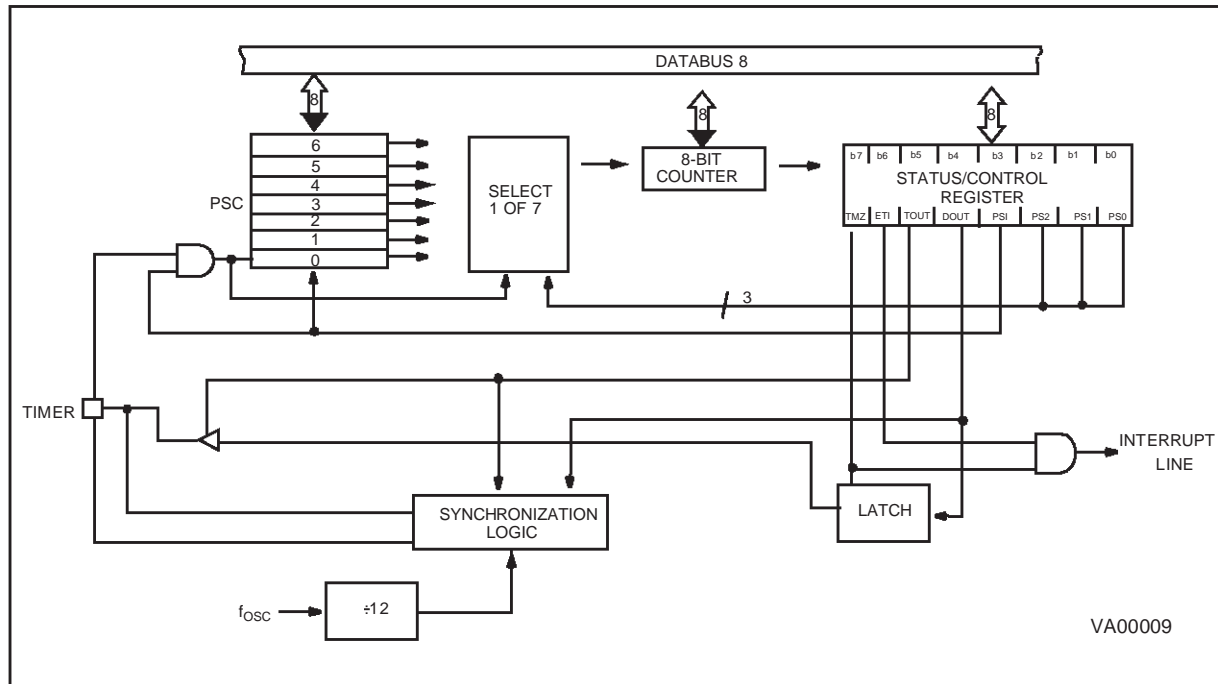 DATABUS 8
8
8
8
6
5
4
3
2
1
0
PSC
SELECT
1 OF 7
8-BIT
COUNTER
b7 b6 b5 b4 b3 b2 b1 b0
STATUS/CONTROL
REGISTER
TMZ ETI TOUT DOUT PSI PS2 PS1 PS0
3
TIMER
INTERRUPT
LINE
LATCH
SYNCHRONIZATION
LOGIC
fOSC
÷12
VA00009